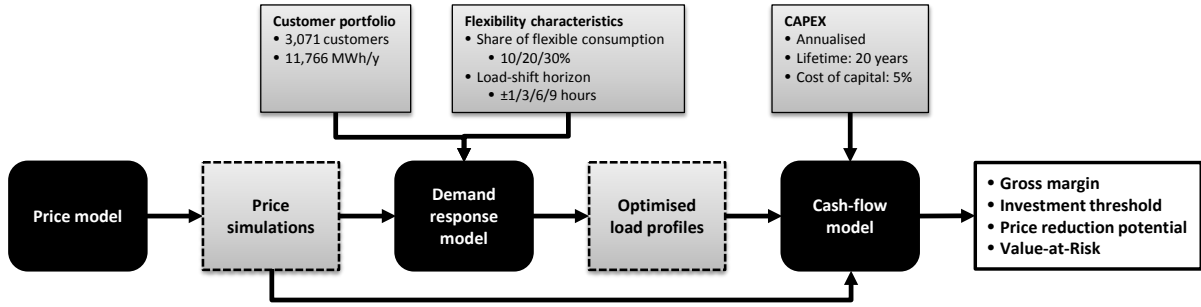 Customer portfolio
• 3,071 customers
• 11,766 MWh/y
Flexibility characteristics
• Share of flexible consumption
• 10/20/30%
• Load-shift horizon
• ±1/3/6/9 hours
CAPEX
• Annualised
• Lifetime: 20 years
• Cost of capital: 5%
Price model
Price
simulations
Demand
response
model
Optimised
load profiles
Cash-flow
model
• Gross margin
• Investment threshold
• Price reduction potential
• Value-at-Risk